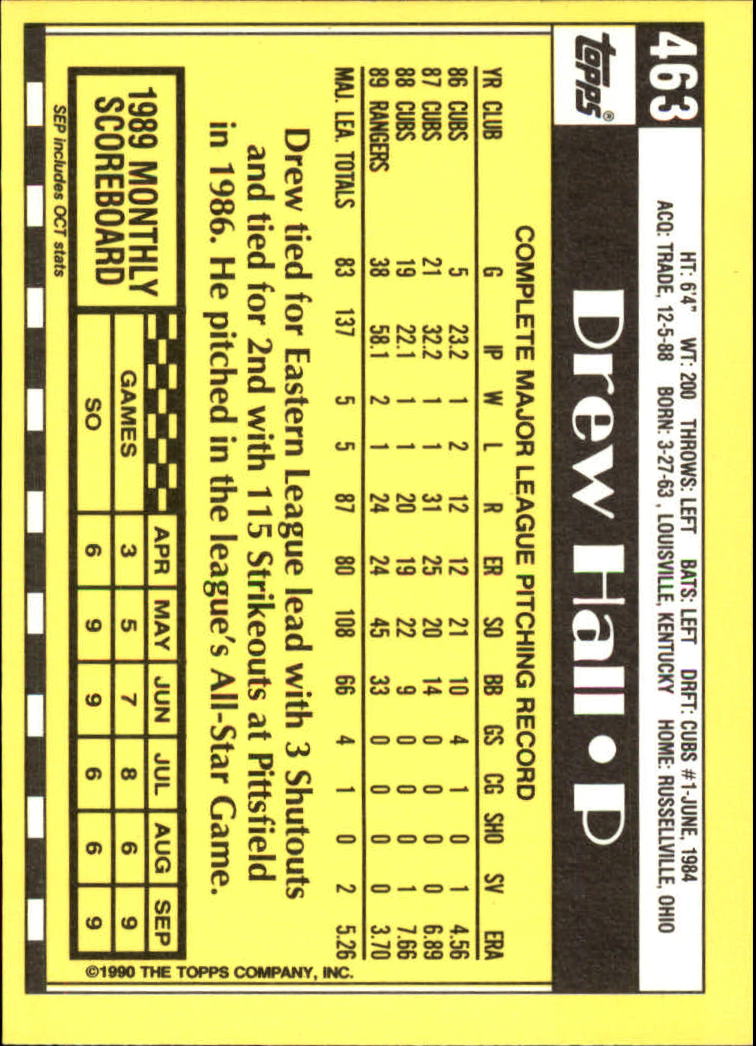 463
HT: 6'4" WT: 200 THROWS: LEFT BATS: LEFT DRFT: CUBS #1-JUNE, 1984
ACQ: TRADE, 12-5-88 BORN: 3-27-63 , LOUISVILLE, KENTUCKY HOME: RUSSELLVILLE, OHIO
topps®
Drew Hall • P
COMPLETE MAJOR LEAGUE PITCHING RECORD
YR CLUB G IP W L R ER SO BB GS CG SHO SV ERA
86 CUBS 5 23.2 1 2 12 12 21 10 4 1 0 1 4.56
87 CUBS 21 32.2 1 1 31 25 20 14 0 0 0 0 6.89
88 CUBS 19 22.1 1 1 20 19 22 9 0 0 0 1 7.66
89 RANGERS 38 58.1 2 1 24 24 45 33 0 0 0 0 3.70
MAJ. LEA. TOTALS 83 137 5 5 87 80 108 66 4 1 0 2 5.26
Drew tied for Eastern League lead with 3 Shutouts
and tied for 2nd with 115 Strikeouts at Pittsfield
in 1986. He pitched in the league's All-Star Game.
1989 MONTHLY
SCOREBOARD
APR MAY JUN JUL AUG SEP
GAMES 3 5 7 8 6 9
SO 6 9 9 6 6 9
SEP includes OCT stats
©1990 THE TOPPS COMPANY, INC.